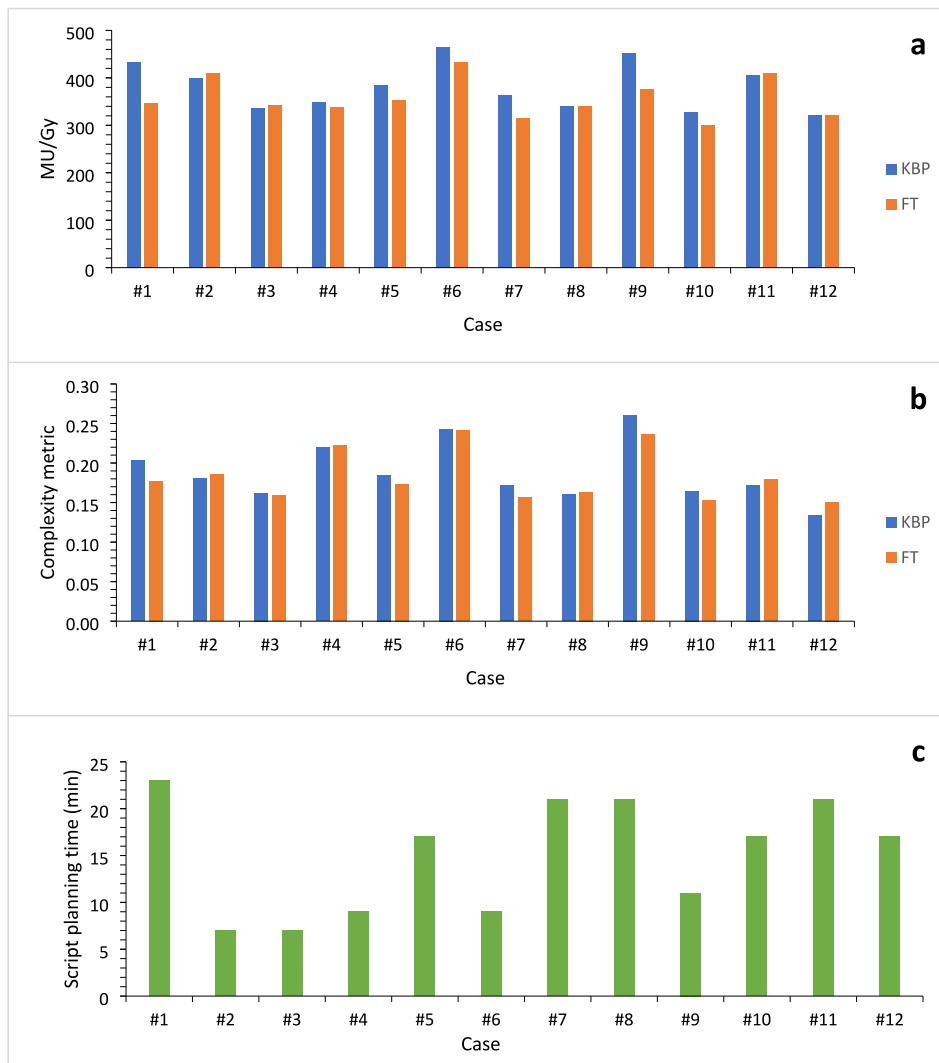 a
500
400
300
200
100
0
MU/Gy
#1 #2 #3 #4 #5 #6 #7 #8 #9 #10 #11 #12
Case
KBP
FT
b
0.30
0.25
0.20
0.15
0.10
0.05
0.00
Complexity metric
#1 #2 #3 #4 #5 #6 #7 #8 #9 #10 #11 #12
Case
KBP
FT
c
25
20
15
10
5
0
Script planning time (min)
#1 #2 #3 #4 #5 #6 #7 #8 #9 #10 #11 #12
Case